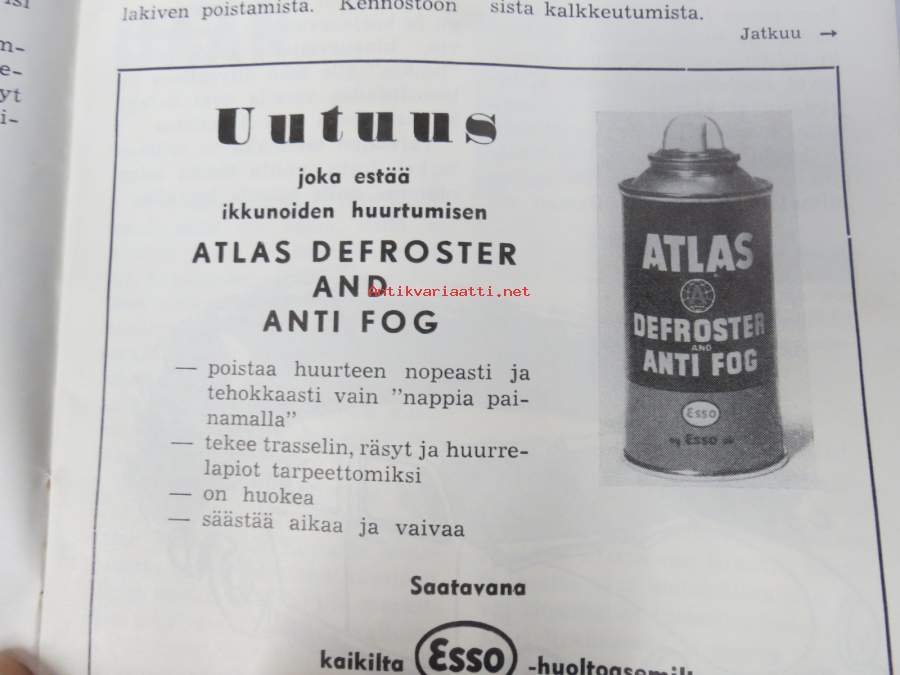 lakiven poistamista. Kennostoon
sista kalkkeutumista.
Jatkuu →
yt
Uutuus
joka estää
ikkunoiden huurtumisen
ATLAS DEFROSTER
AND
ANTI FOG
Antikvariaatti.net
— poistaa huurteen nopeasti ja
tehokkaasti vain "nappia pai-
namalla"
— tekee trasselin, räsyt ja huurre-
lapiot tarpeettomiksi
— on huokea
— säästää aikaa ja vaivaa
Saatavana
kaikilta Esso -huoltoasemilta
ATLAS
DEFROSTER
AND
ANTI FOG
Esso